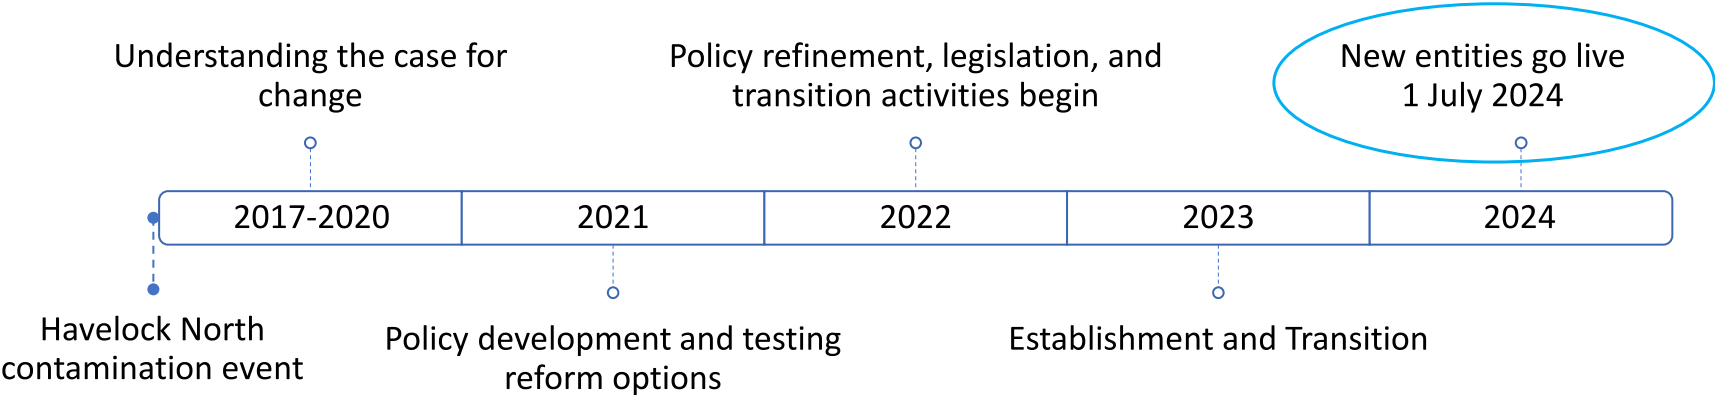 Understanding the case for
change
Policy refinement, legislation, and
transition activities begin
New entities go live
1 July 2024
2017-2020
2021
2022
2023
2024
Havelock North
contamination event
Policy development and testing
reform options
Establishment and Transition